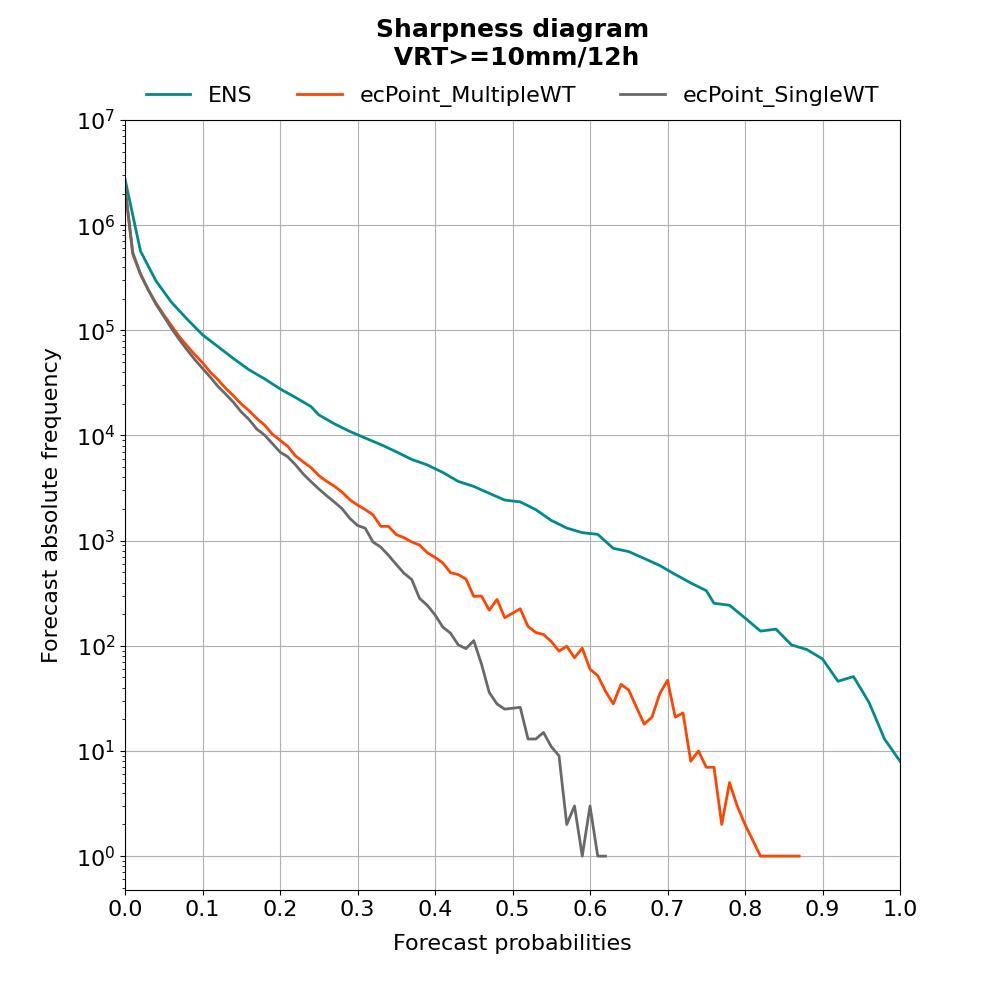 Sharpness diagram
VRT>=10mm/12h
ENS ecPoint_MultipleWT ecPoint_SingleWT
10⁷
10⁶
10⁵
10⁴
10³
10²
10¹
10⁰
Forecast absolute frequency
0.0 0.1 0.2 0.3 0.4 0.5 0.6 0.7 0.8 0.9 1.0
Forecast probabilities